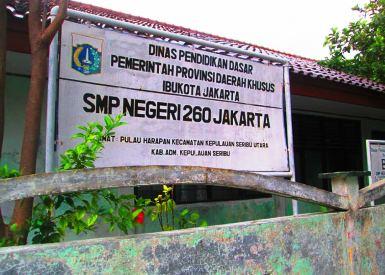 DINAS PENDIDIKAN DASAR
PEMERINTAH PROVINSI DAERAH KHUSUS
IBUKOTA JAKARTA
SMP NEGERI 260 JAKARTA
PULAU HARAPAN KECAMATAN KEPULAUAN SERIBU UTARA
KAB.ADM. KEPULAUAN SERIBU